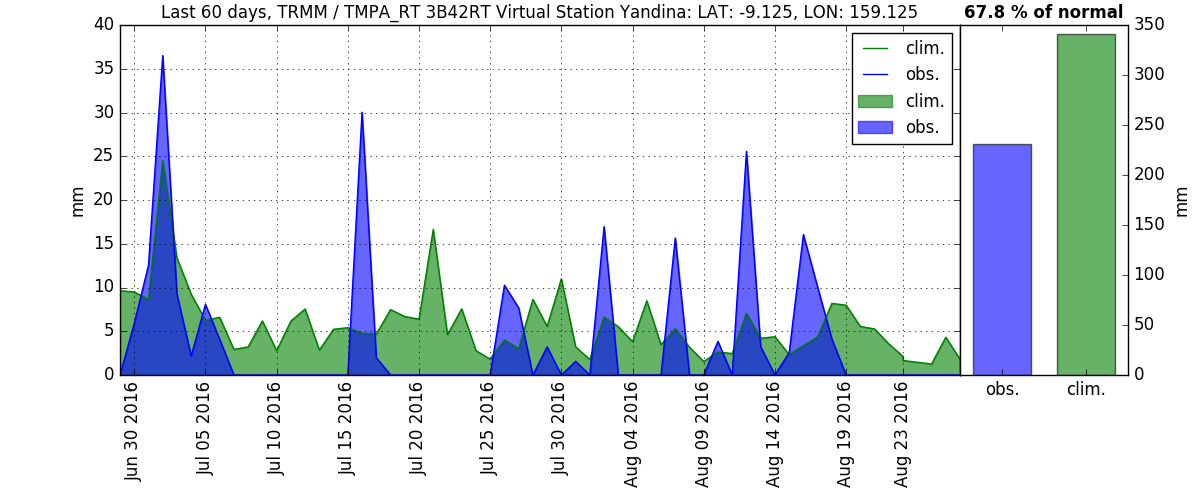 Last 60 days, TRMM / TMPA_RT 3B42RT Virtual Station Yandina: LAT: -9.125, LON: 159.125
67.8 % of normal
40
35
30
25
20
15
10
5
0
mm
clim.
obs.
clim.
obs.
Jun 30 2016
Jul 05 2016
Jul 10 2016
Jul 15 2016
Jul 20 2016
Jul 25 2016
Jul 30 2016
Aug 04 2016
Aug 09 2016
Aug 14 2016
Aug 19 2016
Aug 23 2016
350
300
250
200
150
100
50
0
mm
obs.
clim.